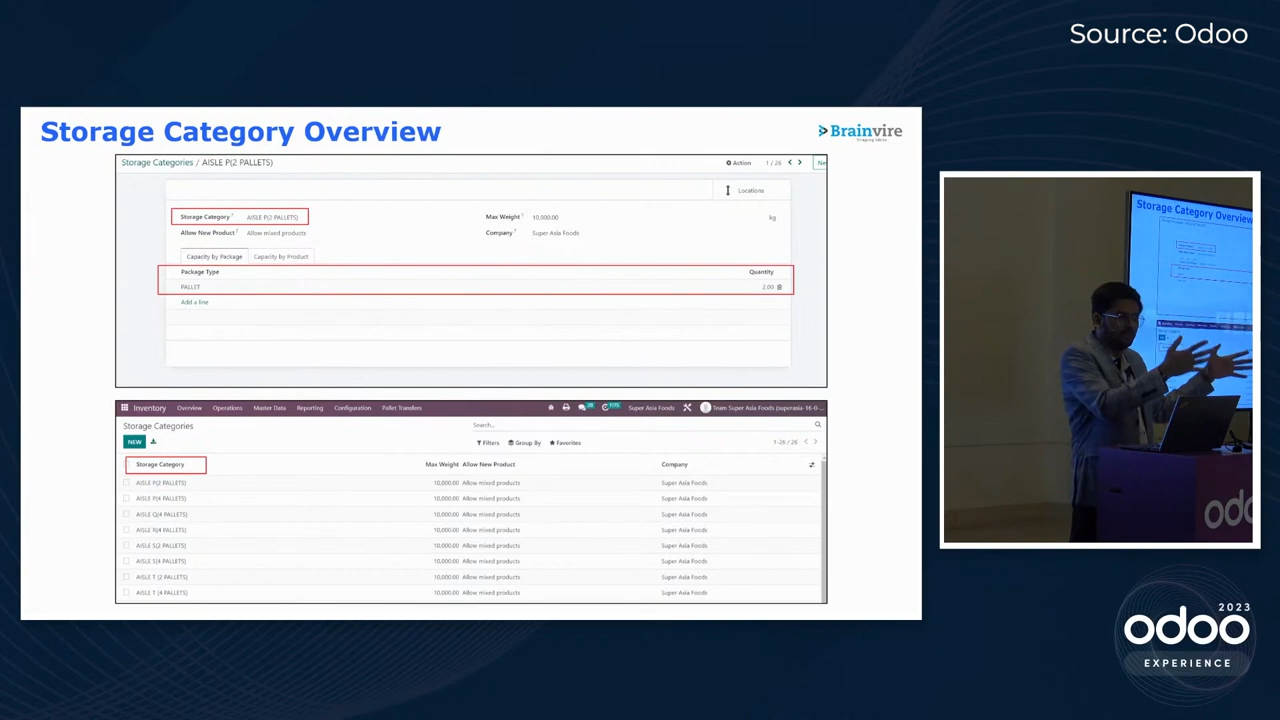 Source: Odoo
Storage Category Overview
Brainvire
Storage Categories / AISLE P(2 PALLETS)
Action 1 / 26
Locations
Storage Category ? AISLE P(2 PALLETS)
Max Weight ? 10,000.00 kg
Allow New Product ? Allow mixed products
Company ? Super Asia Foods
Capacity by Package Capacity by Product
Package Type Quantity
PALLET 2.00
Add a line
Inventory Overview Operations Master Data Reporting Configuration Pallet Transfers
Super Asia Foods
Team Super Asia Foods (superasia-16-0-...
Storage Categories
Search...
NEW
Filters Group By Favorites
1-26 / 26
Storage Category Max Weight Allow New Product Company
AISLE P(2 PALLETS) 10,000.00 Allow mixed products Super Asia Foods
AISLE P(4 PALLETS) 10,000.00 Allow mixed products Super Asia Foods
AISLE Q(4 PALLETS) 10,000.00 Allow mixed products Super Asia Foods
AISLE R(4 PALLETS) 10,000.00 Allow mixed products Super Asia Foods
AISLE S(2 PALLETS) 10,000.00 Allow mixed products Super Asia Foods
AISLE S(4 PALLETS) 10,000.00 Allow mixed products Super Asia Foods
AISLE T (2 PALLETS) 10,000.00 Allow mixed products Super Asia Foods
AISLE T (4 PALLETS) 10,000.00 Allow mixed products Super Asia Foods
Storage Category Overview
odoo
2023
odoo
EXPERIENCE